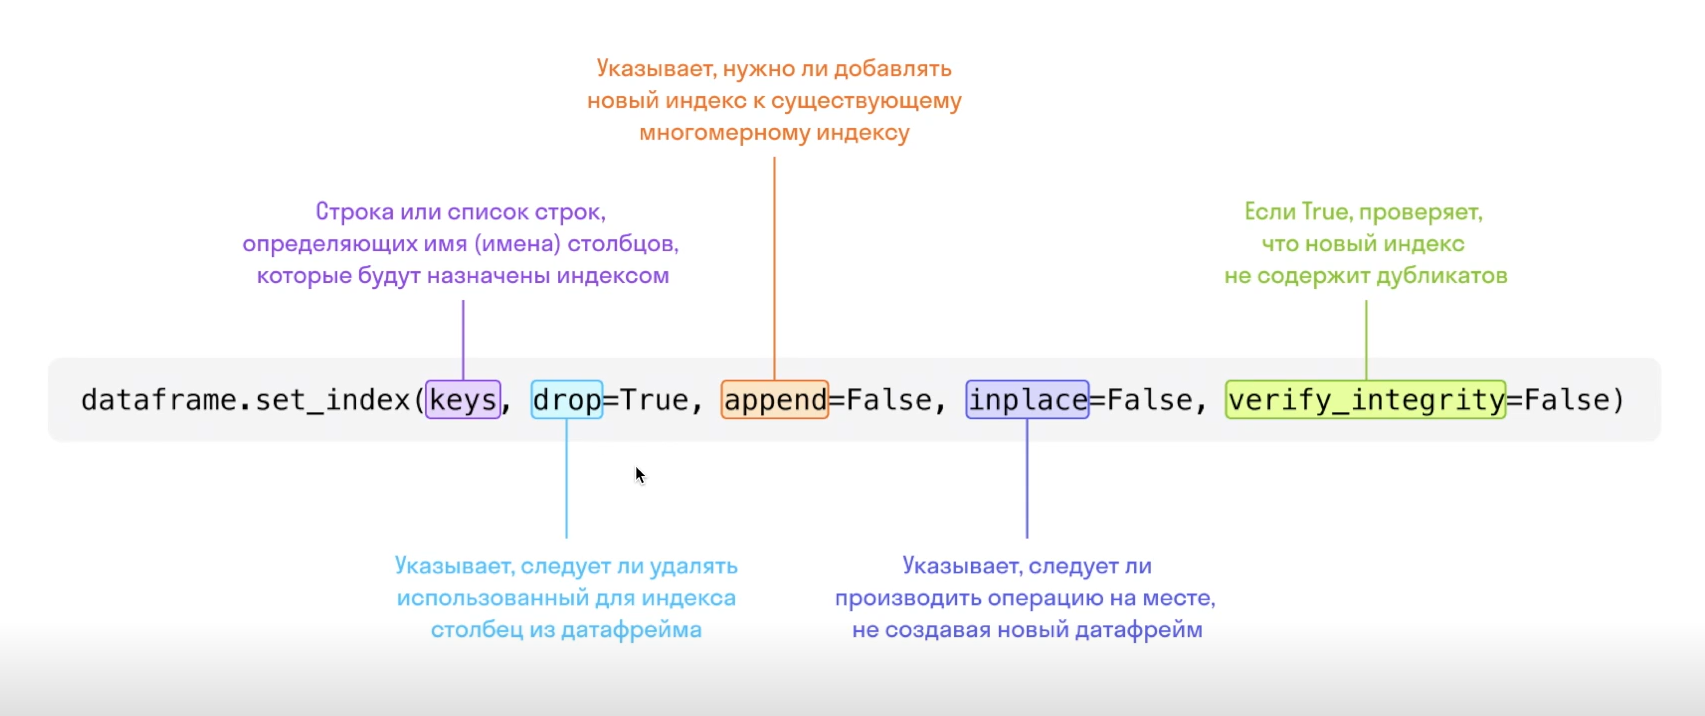 Указывает, нужно ли добавлять
новый индекс к существующему
многомерному индексу
Строка или список строк,
определяющих имя (имена) столбцов,
которые будут назначены индексом
Если True, проверяет,
что новый индекс
не содержит дубликатов
dataframe.set_index(keys, drop=True, append=False, inplace=False, verify_integrity=False)
Указывает, следует ли удалять
использованный для индекса
столбец из датафрейма
Указывает, следует ли
производить операцию на месте,
не создавая новый датафрейм